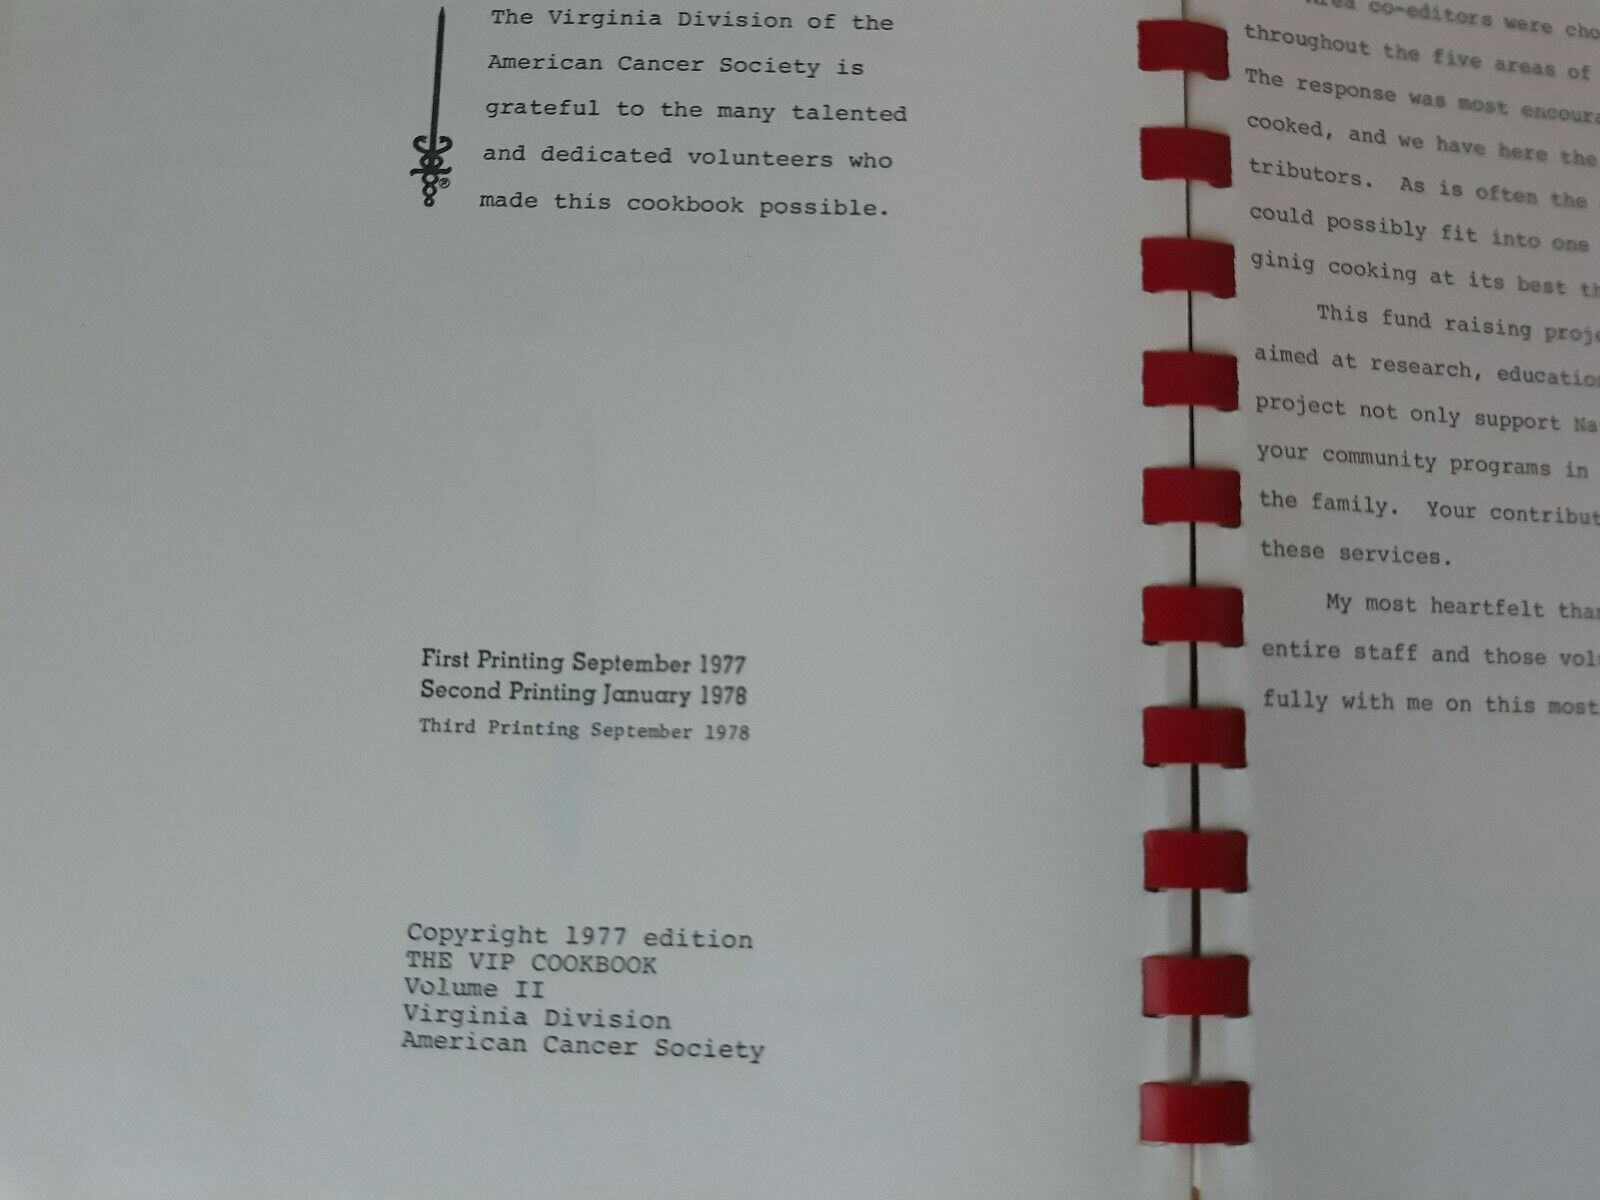 The Virginia Division of the
American Cancer Society is
grateful to the many talented
and dedicated volunteers who
made this cookbook possible.
®
First Printing September 1977
Second Printing January 1978
Third Printing September 1978
Copyright 1977 edition
THE VIP COOKBOOK
Volume II
Virginia Division
American Cancer Society
Area co-editors were
throughout the five areas of
The response was most
cooked, and we have here the
tributors. As is often the
could possibly fit into one
ginig cooking at its best
This fund raising
aimed at research,
project not only support
your community programs in
the family. Your
these services.
My most heartfelt
entire staff and those
fully with me on this most